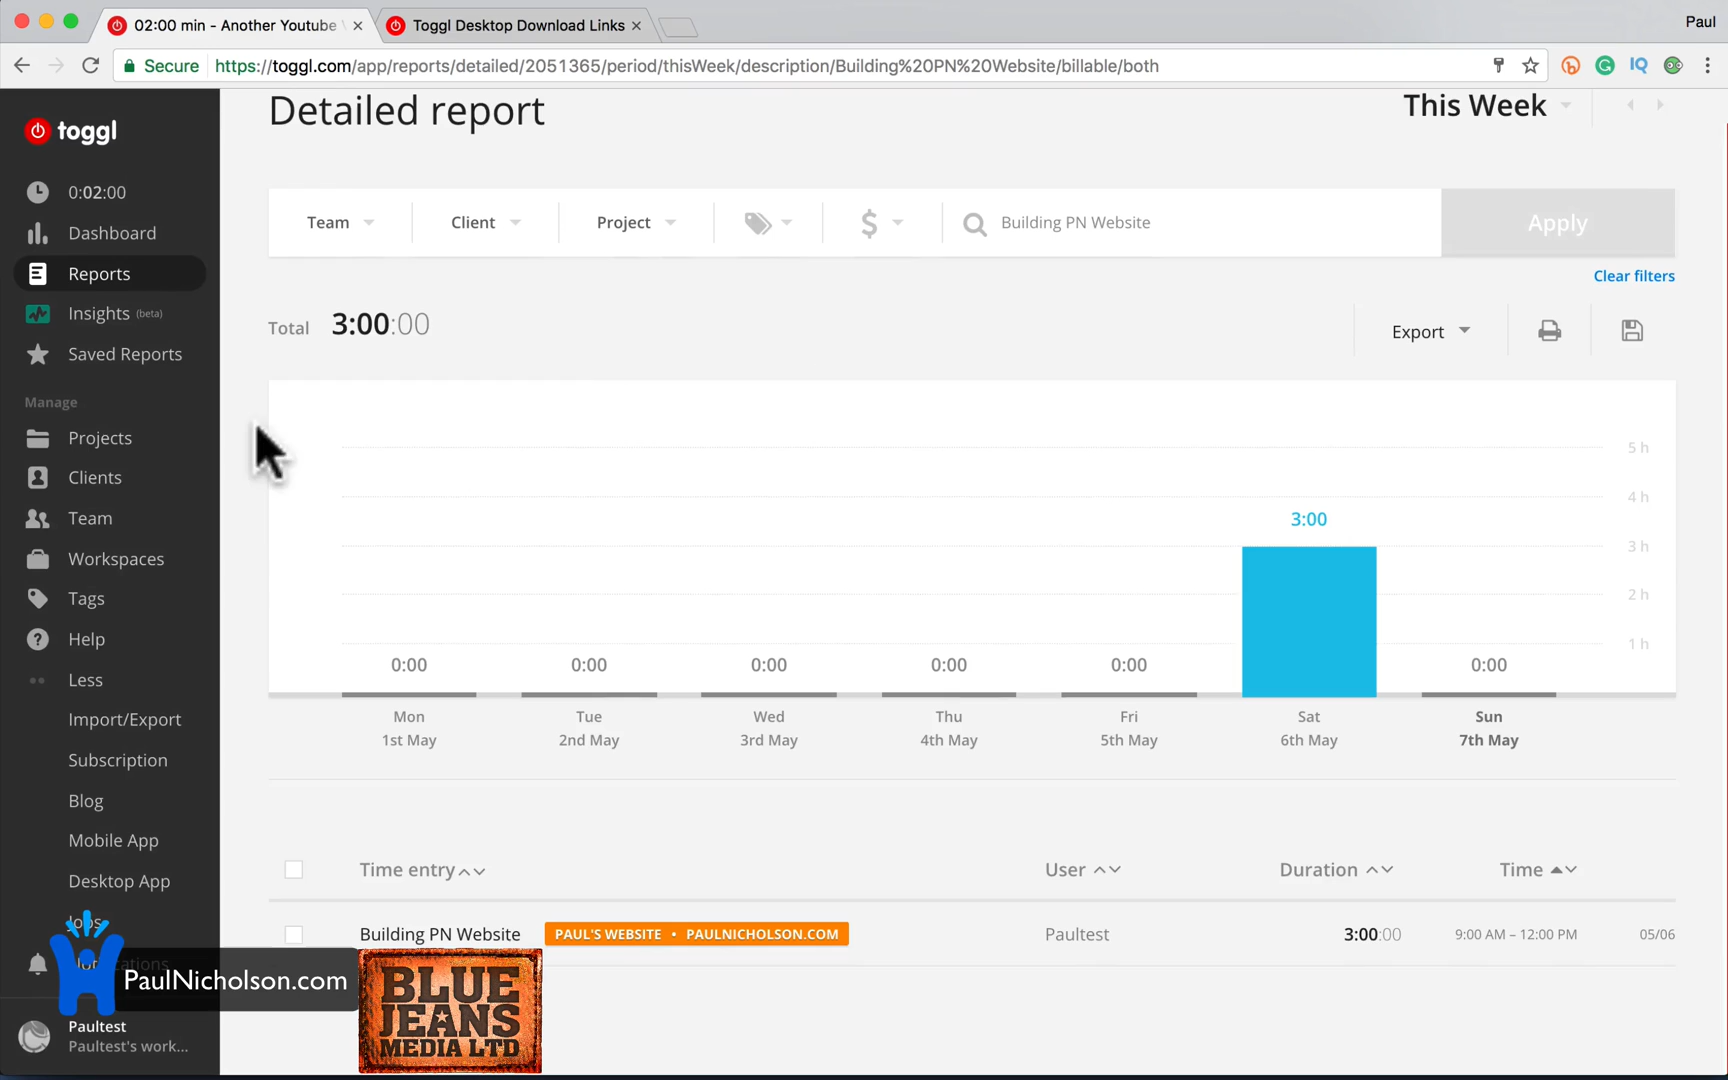 02:00 min - Another Youtube
Toggl Desktop Download Links
Paul
Secure
https://toggl.com/app/reports/detailed/2051365/period/thisWeek/description/Building%20PN%20Website/billable/both
toggl
0:02:00
Dashboard
Reports
Insights (beta)
Saved Reports
Manage
Projects
Clients
Team
Workspaces
Tags
Help
Less
Import/Export
Subscription
Blog
Mobile App
Desktop App
Jobs
Paultest
Paultest's work...
Detailed report
This Week
Team
Client
Project
$
Building PN Website
Apply
Clear filters
Total 3:00:00
Export
5 h
4 h
3:00
3 h
2 h
1 h
0:00 0:00 0:00 0:00 0:00 0:00
Mon Tue Wed Thu Fri Sat Sun
1st May 2nd May 3rd May 4th May 5th May 6th May 7th May
Time entry User Duration Time
Building PN Website PAUL'S WEBSITE • PAULNICHOLSON.COM Paultest 3:00:00 9:00 AM – 12:00 PM 05/06
PaulNicholson.com
BLUE
JEANS
MEDIA LTD